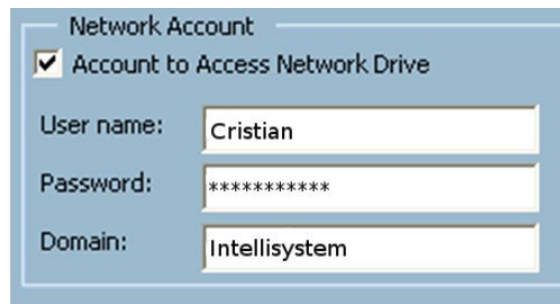 Network Account
Account to Access Network Drive
User name: Cristian
Password: ***********
Domain: Intellisystem